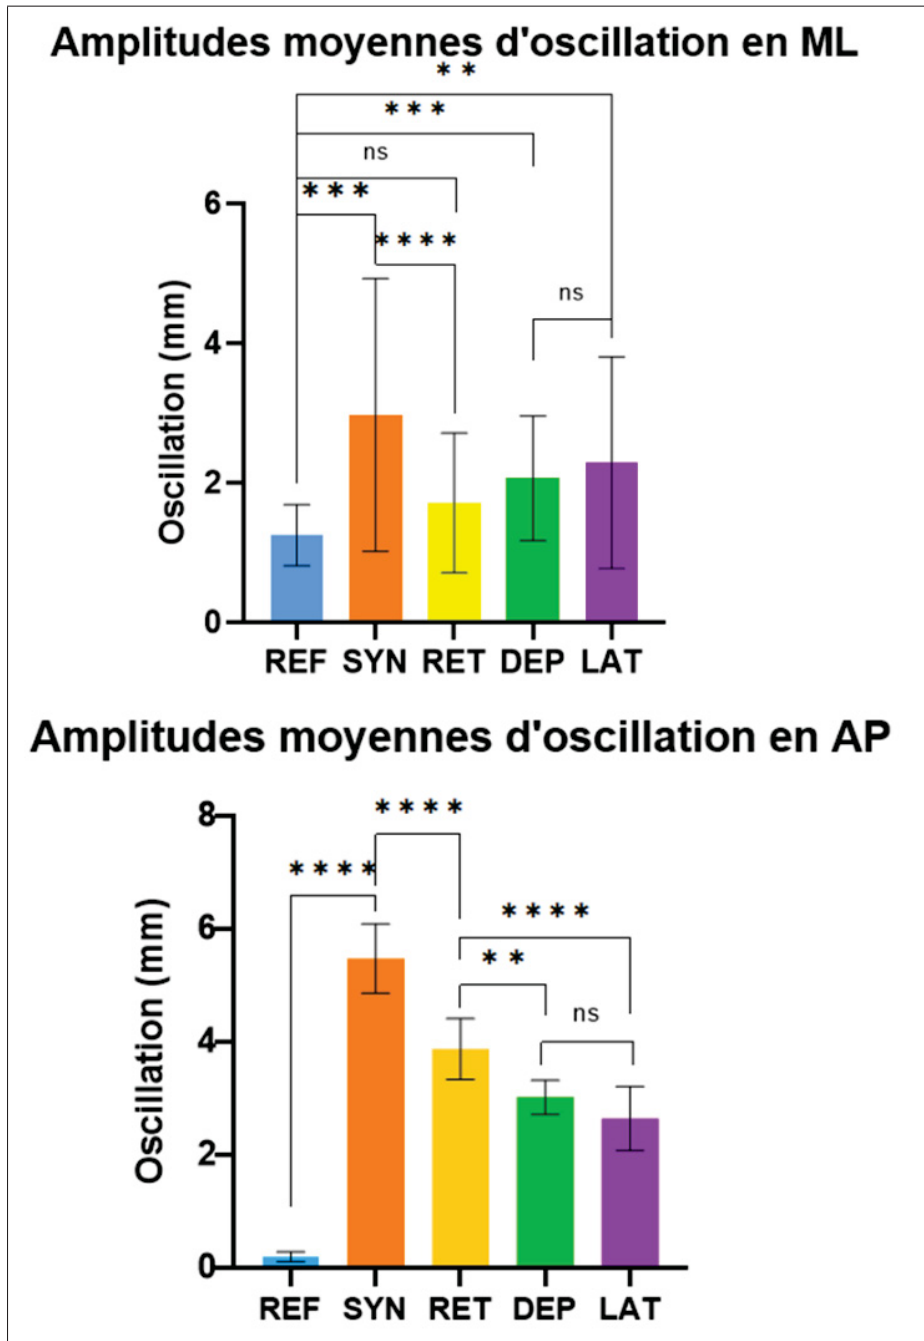 Amplitudes moyennes d'oscillation en ML
**
***
ns
***
****
ns
6
4
2
0
Oscillation (mm)
REF SYN RET DEP LAT
Amplitudes moyennes d'oscillation en AP
****
****
****
**
ns
8
6
4
2
0
Oscillation (mm)
REF SYN RET DEP LAT